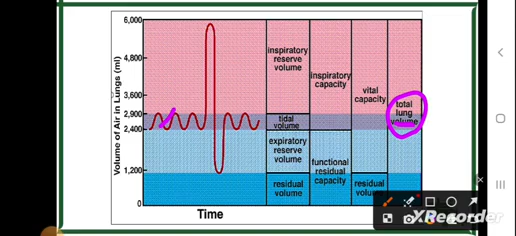 Volume of Air in Lungs (ml)
6,000
4,800
3,600
2,900
2,400
1,200
0
Time
inspiratory
reserve
volume
tidal
volume
expiratory
reserve
volume
residual
volume
inspiratory
capacity
functional
residual
capacity
vital
capacity
residual
volume
total
lung
volume
XRecorder